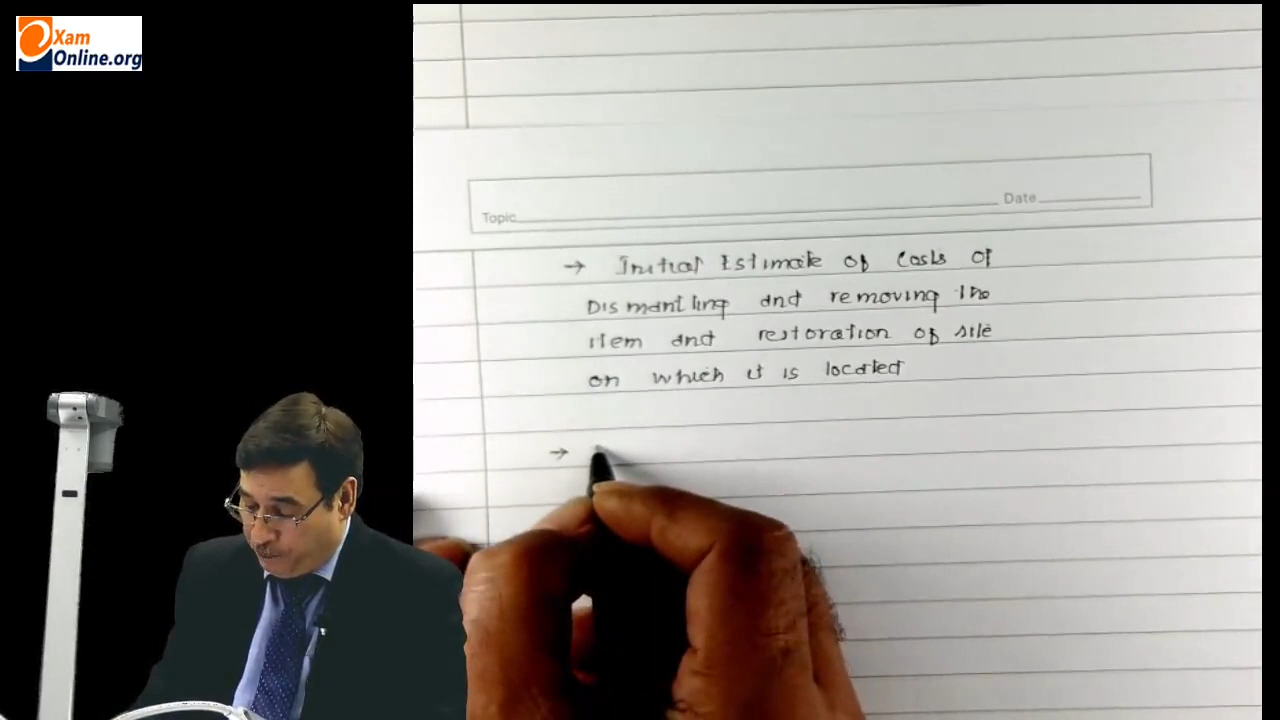 Xam
Online.org
Topic
Date
→ Initial Estimate of Costs of
Dismantling and removing the
item and restoration of site
on which it is located
→